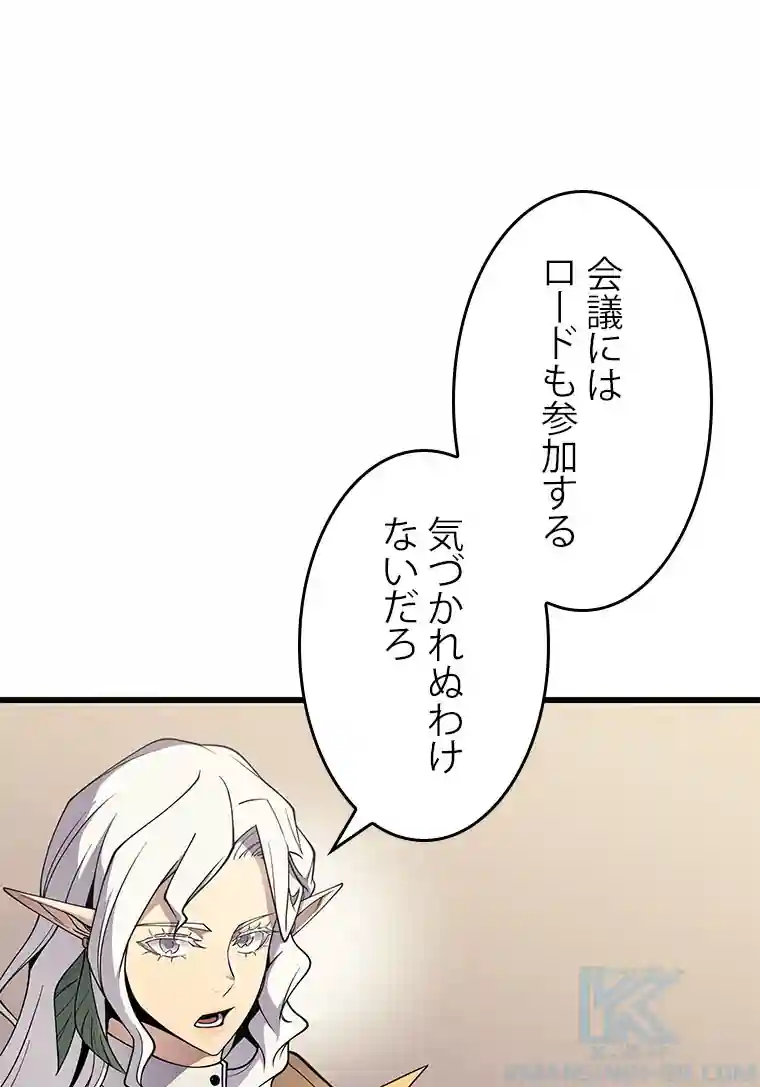 会議には
ロードも参加する
気づかれぬわけ
ないだろ